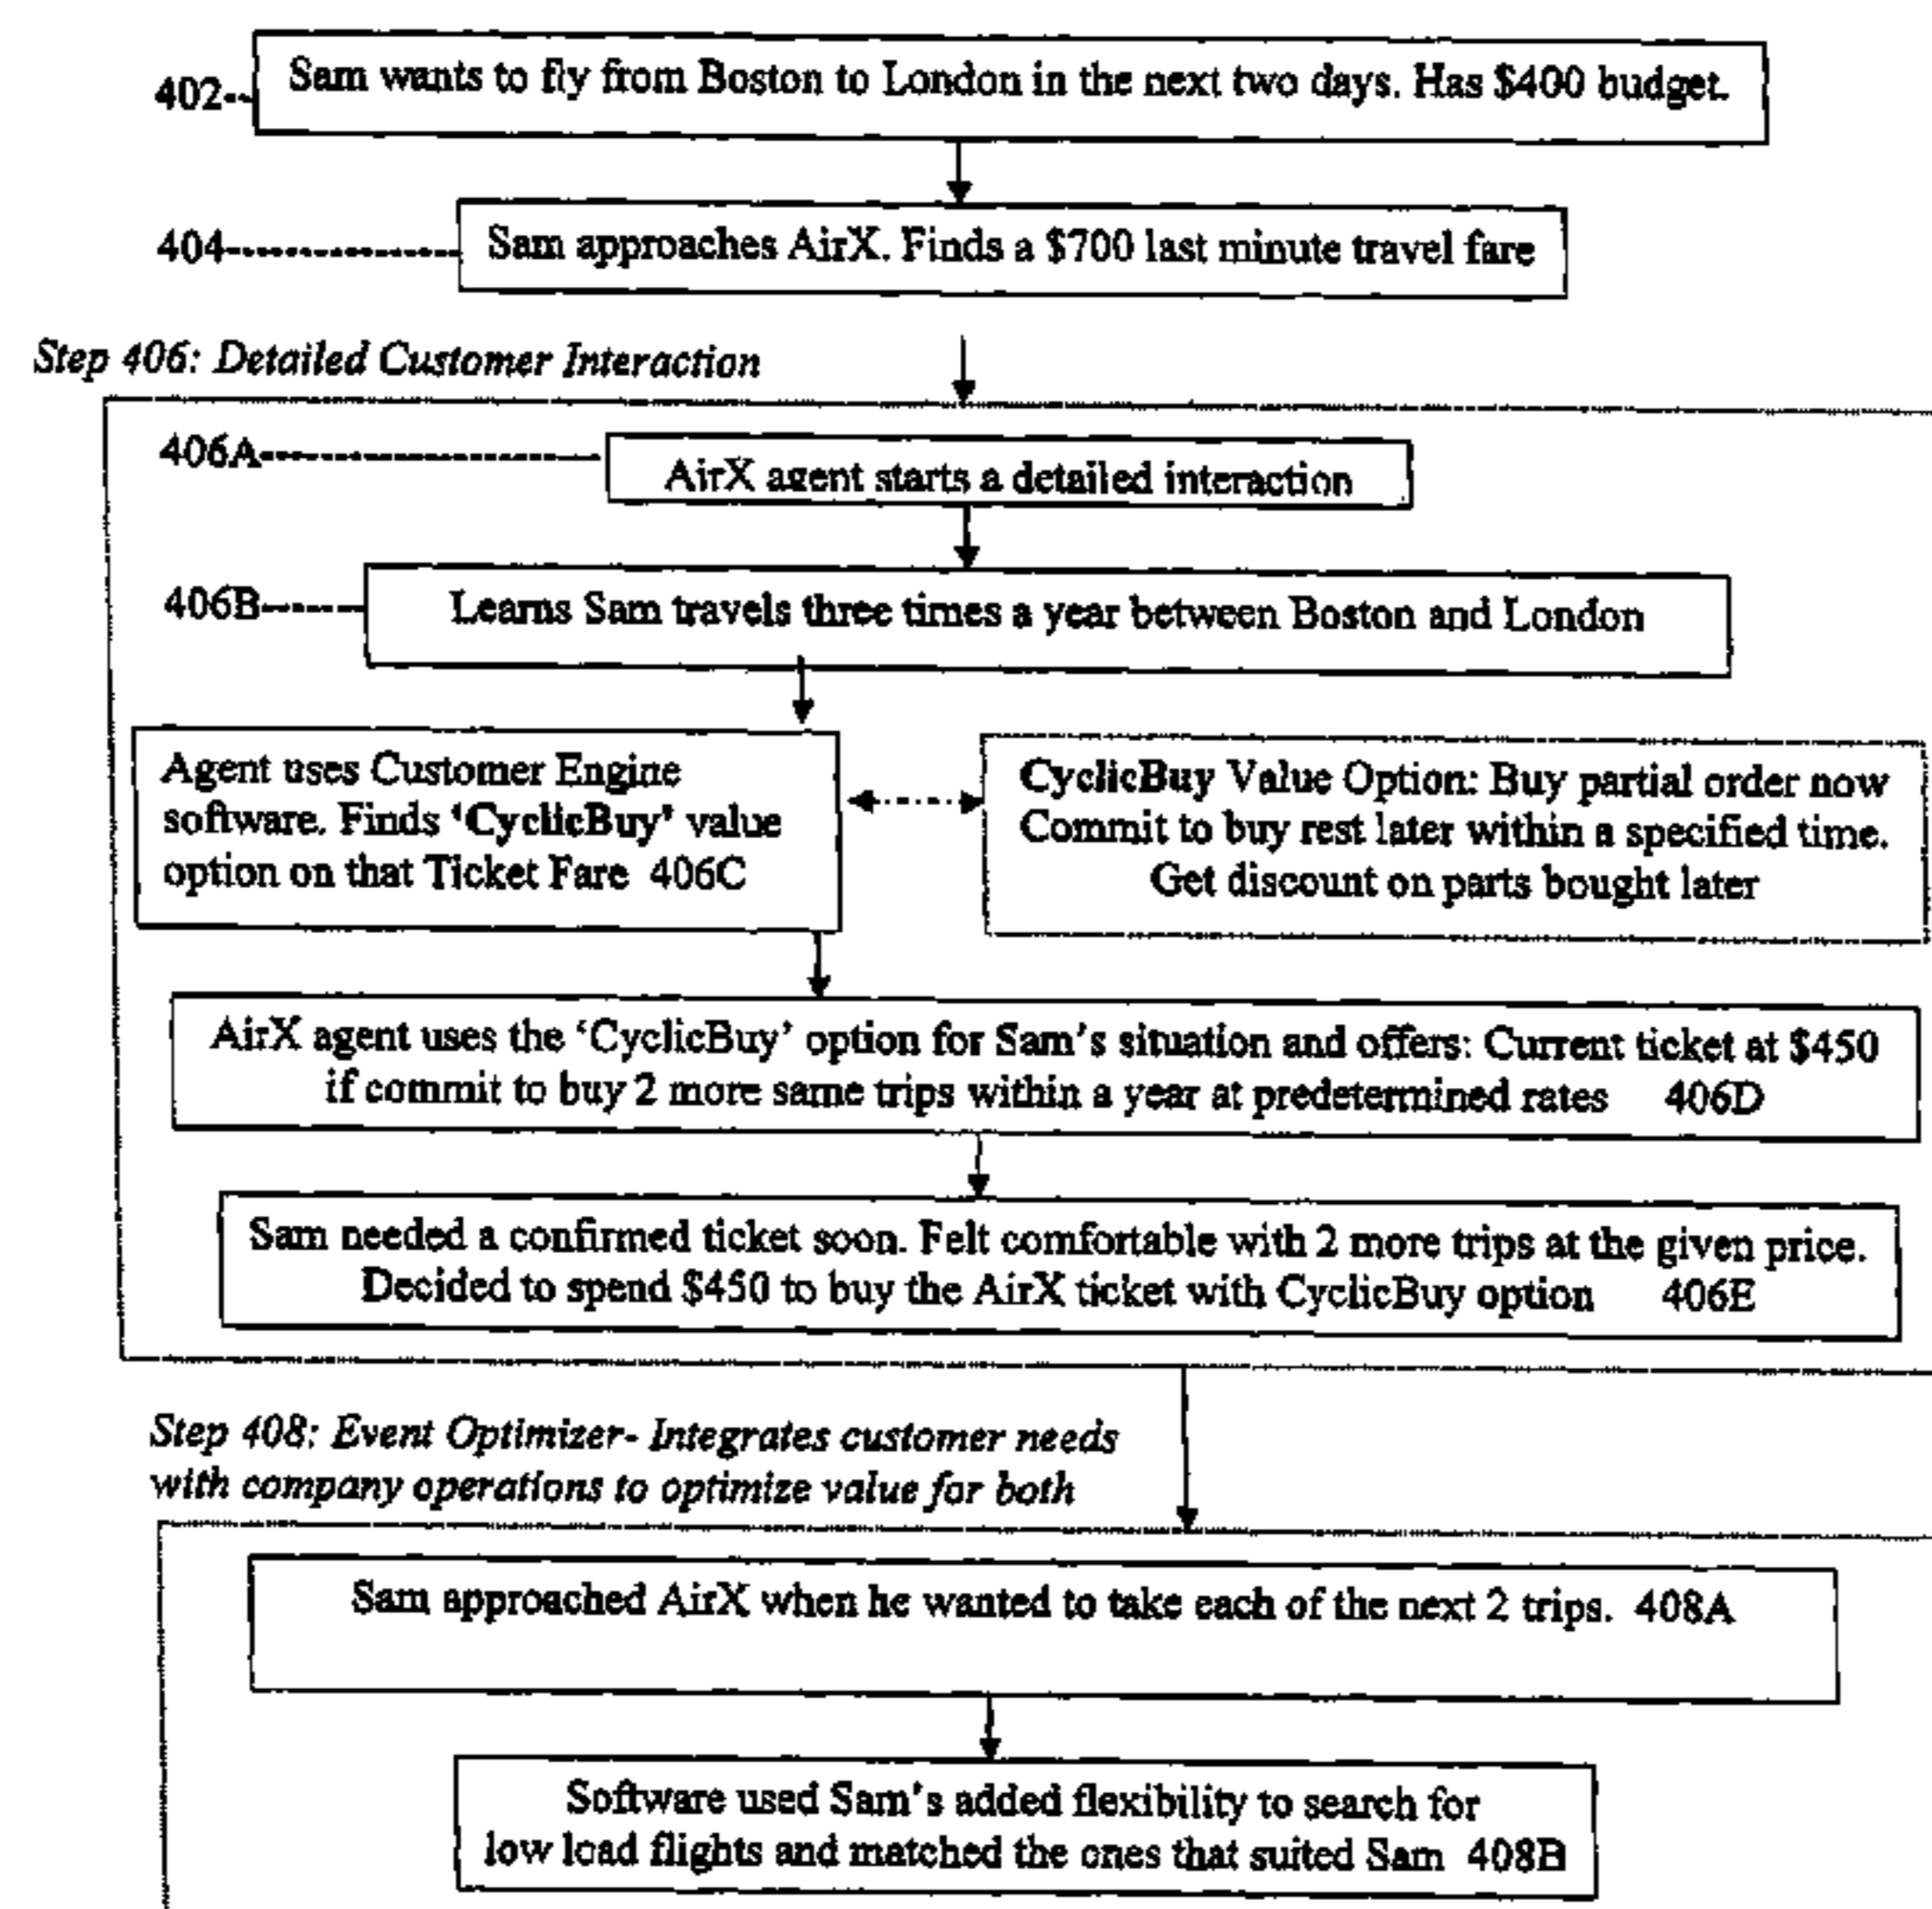 402
Sam wants to fly from Boston to London in the next two days. Has $400 budget.
404
Sam approaches AirX. Finds a $700 last minute travel fare
Step 406: Detailed Customer Interaction
406A
AirX agent starts a detailed interaction
406B
Learns Sam travels three times a year between Boston and London
Agent uses Customer Engine
software. Finds ‘CyclicBuy’ value
option on that Ticket Fare 406C
CyclicBuy Value Option: Buy partial order now
Commit to buy rest later within a specified time.
Get discount on parts bought later
AirX agent uses the ‘CyclicBuy’ option for Sam’s situation and offers: Current ticket at $450
if commit to buy 2 more same trips within a year at predetermined rates 406D
Sam needed a confirmed ticket soon. Felt comfortable with 2 more trips at the given price.
Decided to spend $450 to buy the AirX ticket with CyclicBuy option 406E
Step 408: Event Optimizer- Integrates customer needs
with company operations to optimize value for both
Sam approached AirX when he wanted to take each of the next 2 trips. 408A
Software used Sam’s added flexibility to search for
low load flights and matched the ones that suited Sam 408B